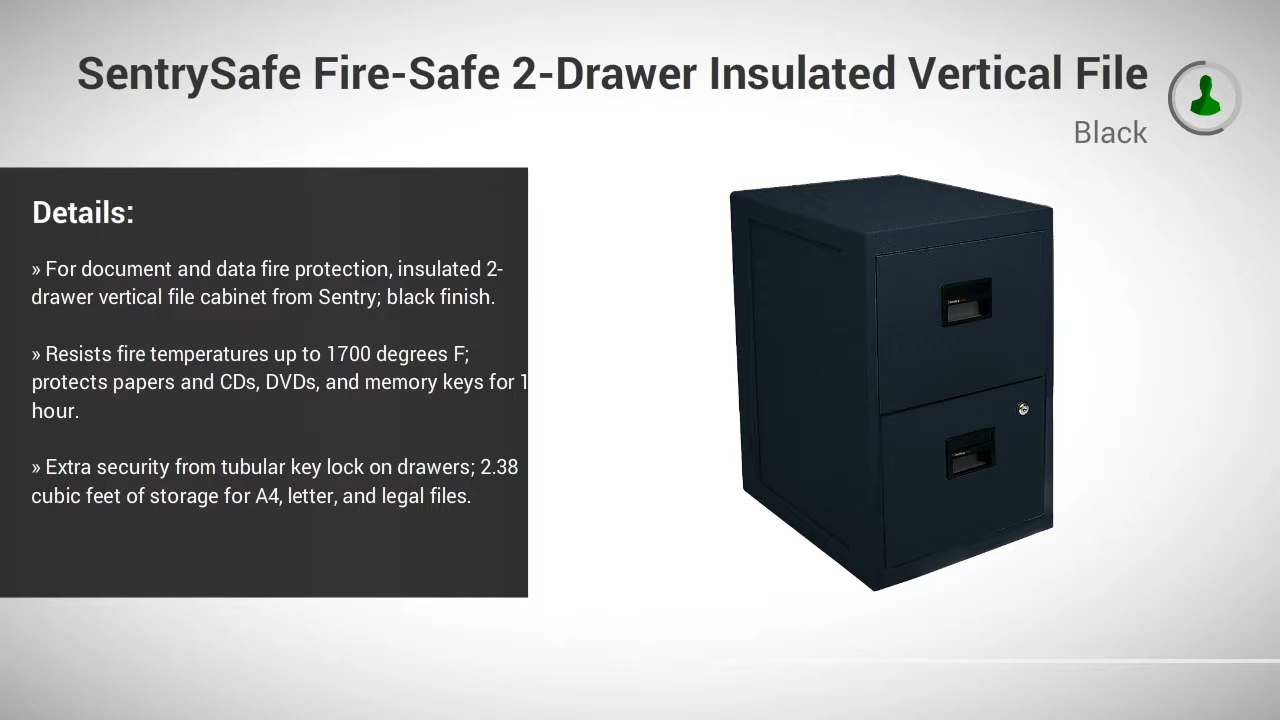 SentrySafe Fire-Safe 2-Drawer Insulated Vertical File
Black
Details:
» For document and data fire protection, insulated 2-
drawer vertical file cabinet from Sentry; black finish.
» Resists fire temperatures up to 1700 degrees F;
protects papers and CDs, DVDs, and memory keys for 1
hour.
» Extra security from tubular key lock on drawers; 2.38
cubic feet of storage for A4, letter, and legal files.